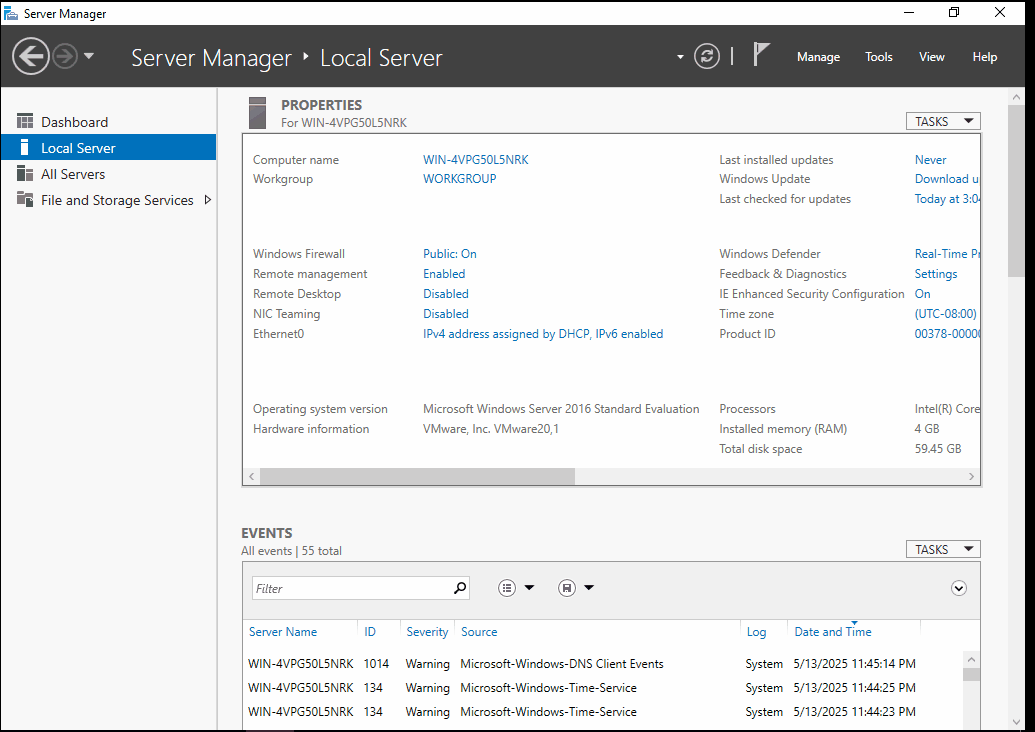 Server Manager
Server Manager ‣ Local Server
Manage Tools View Help
Dashboard
Local Server
All Servers
File and Storage Services
PROPERTIES
For WIN-4VPG50L5NRK
TASKS
Computer name WIN-4VPG50L5NRK Last installed updates Never
Workgroup WORKGROUP Windows Update Download u
Last checked for updates Today at 3:04
Windows Firewall Public: On Windows Defender Real-Time Pr
Remote management Enabled Feedback & Diagnostics Settings
Remote Desktop Disabled IE Enhanced Security Configuration On
NIC Teaming Disabled Time zone (UTC-08:00)
Ethernet0 IPv4 address assigned by DHCP, IPv6 enabled Product ID 00378-00000
Operating system version Microsoft Windows Server 2016 Standard Evaluation Processors Intel(R) Core
Hardware information VMware, Inc. VMware20,1 Installed memory (RAM) 4 GB
Total disk space 59.45 GB
EVENTS
All events | 55 total
TASKS
Filter
Server Name ID Severity Source Log Date and Time
WIN-4VPG50L5NRK 1014 Warning Microsoft-Windows-DNS Client Events System 5/13/2025 11:45:14 PM
WIN-4VPG50L5NRK 134 Warning Microsoft-Windows-Time-Service System 5/13/2025 11:44:25 PM
WIN-4VPG50L5NRK 134 Warning Microsoft-Windows-Time-Service System 5/13/2025 11:44:23 PM